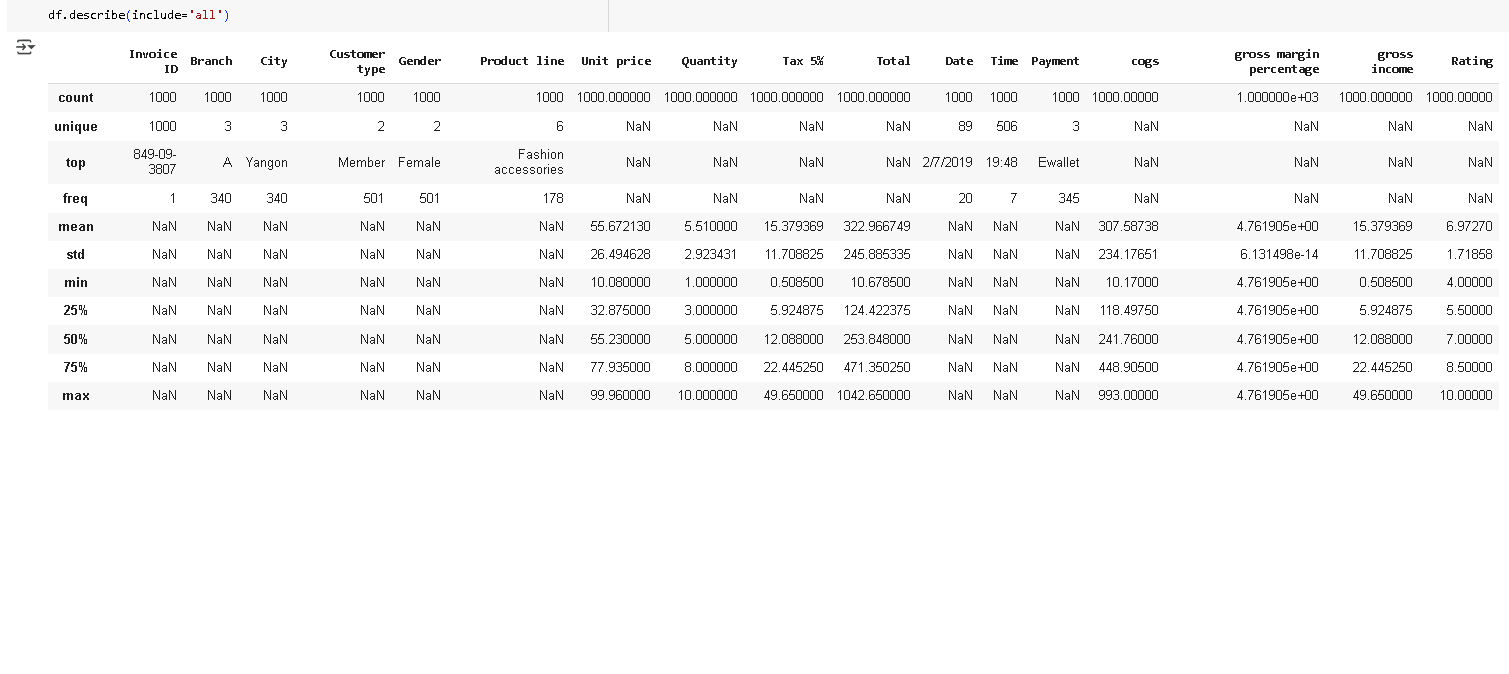 df.describe(include='all')
Invoice ID Branch City Customer type Gender Product line Unit price Quantity Tax 5% Total Date Time Payment cogs gross margin percentage gross income Rating
count 1000 1000 1000 1000 1000 1000 1000.000000 1000.000000 1000.000000 1000.000000 1000 1000 1000 1000.00000 1.000000e+03 1000.000000 1000.00000
unique 1000 3 3 2 2 6 NaN NaN NaN NaN 89 506 3 NaN NaN NaN NaN
top 849-09-3807 A Yangon Member Female Fashion accessories NaN NaN NaN NaN 2/7/2019 19:48 Ewallet NaN NaN NaN NaN
freq 1 340 340 501 501 178 NaN NaN NaN NaN 20 7 345 NaN NaN NaN NaN
mean NaN NaN NaN NaN NaN NaN 55.672130 5.510000 15.379369 322.966749 NaN NaN NaN 307.58738 4.761905e+00 15.379369 6.97270
std NaN NaN NaN NaN NaN NaN 26.494628 2.923431 11.708825 245.885335 NaN NaN NaN 234.17651 6.131498e-14 11.708825 1.71858
min NaN NaN NaN NaN NaN NaN 10.080000 1.000000 0.508500 10.678500 NaN NaN NaN 10.17000 4.761905e+00 0.508500 4.00000
25% NaN NaN NaN NaN NaN NaN 32.875000 3.000000 5.924875 124.422375 NaN NaN NaN 118.49750 4.761905e+00 5.924875 5.50000
50% NaN NaN NaN NaN NaN NaN 55.230000 5.000000 12.088000 253.848000 NaN NaN NaN 241.76000 4.761905e+00 12.088000 7.00000
75% NaN NaN NaN NaN NaN NaN 77.935000 8.000000 22.445250 471.350250 NaN NaN NaN 448.90500 4.761905e+00 22.445250 8.50000
max NaN NaN NaN NaN NaN NaN 99.960000 10.000000 49.650000 1042.650000 NaN NaN NaN 993.00000 4.761905e+00 49.650000 10.00000